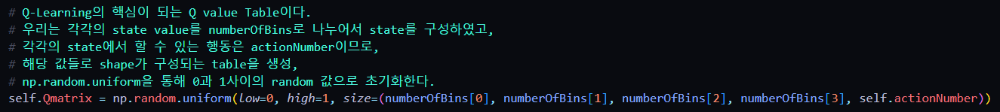 # Q-Learning의 핵심이 되는 Q value Table이다.
# 우리는 각각의 state value를 numberOfBins로 나누어서 state를 구성하였고,
# 각각의 state에서 할 수 있는 행동은 actionNumber이므로,
# 해당 값들로 shape가 구성되는 table을 생성,
# np.random.uniform을 통해 0과 1사이의 random 값으로 초기화한다.
self.Qmatrix = np.random.uniform(low=0, high=1, size=(numberOfBins[0], numberOfBins[1], numberOfBins[2], numberOfBins[3], self.actionNumber))